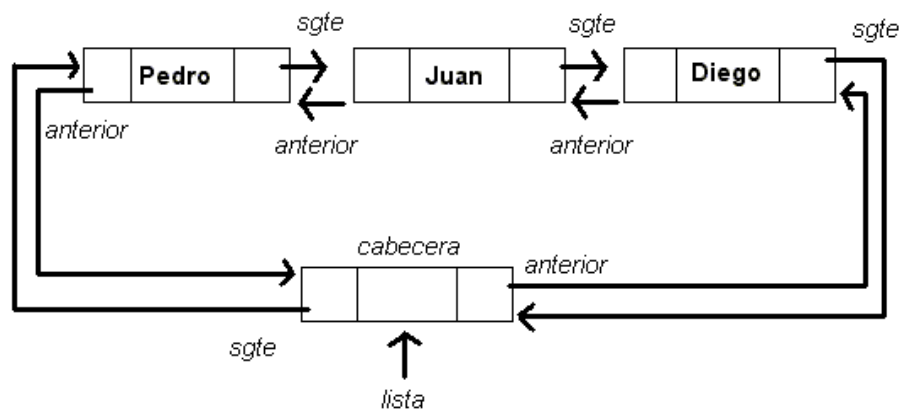 sgte sgte sgte
Pedro Juan Diego
anterior anterior anterior
cabecera
anterior
sgte
lista